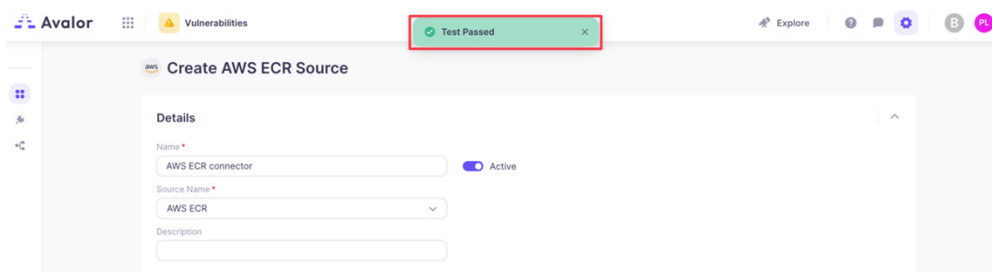 Avalor
Vulnerabilities
Test Passed
Explore
B
PL
aws
Create AWS ECR Source
Details
Name *
AWS ECR connector
Active
Source Name *
AWS ECR
Description